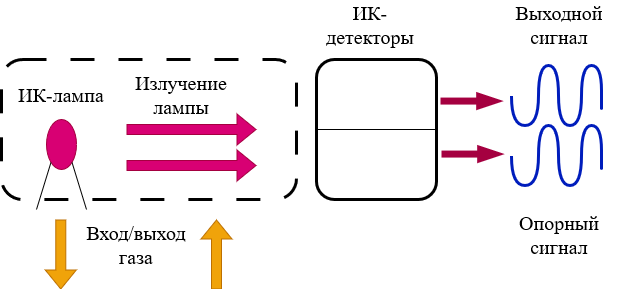 ИК-лампа
Излучение
лампы
ИК-
детекторы
Выходной
сигнал
Вход/выход
газа
Опорный
сигнал